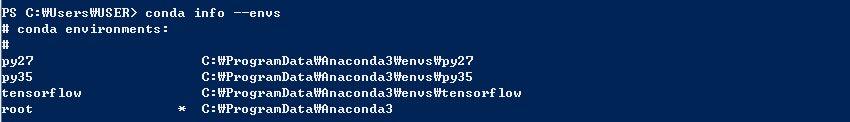 PS C:₩Users₩USER> conda info --envs
# conda environments:
#
py27                     C:₩ProgramData₩Anaconda3₩envs₩py27
py35                     C:₩ProgramData₩Anaconda3₩envs₩py35
tensorflow               C:₩ProgramData₩Anaconda3₩envs₩tensorflow
root                  *  C:₩ProgramData₩Anaconda3